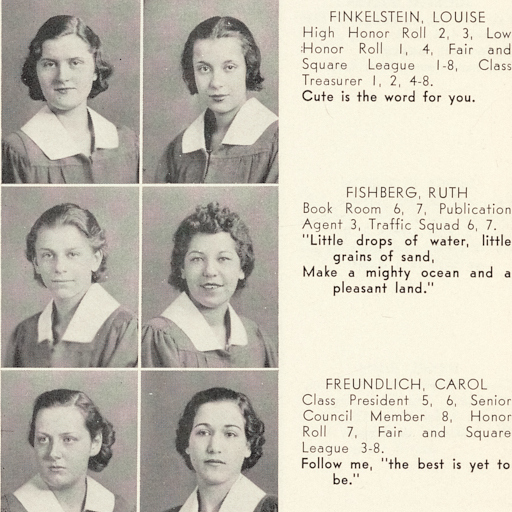 FINKELSTEIN, LOUISE
High Honor Roll 2, 3, Low
Honor Roll 1, 4, Fair and
Square League 1-8, Class
Treasurer 1, 2, 4-8.
Cute is the word for you.
FISHBERG, RUTH
Book Room 6, 7, Publication
Agent 3, Traffic Squad 6, 7.
"Little drops of water, little
grains of sand,
Make a mighty ocean and a
pleasant land."
FREUNDLICH, CAROL
Class President 5, 6, Senior
Council Member 8, Honor
Roll 7, Fair and Square
League 3-8.
Follow me, "the best is yet to
be."